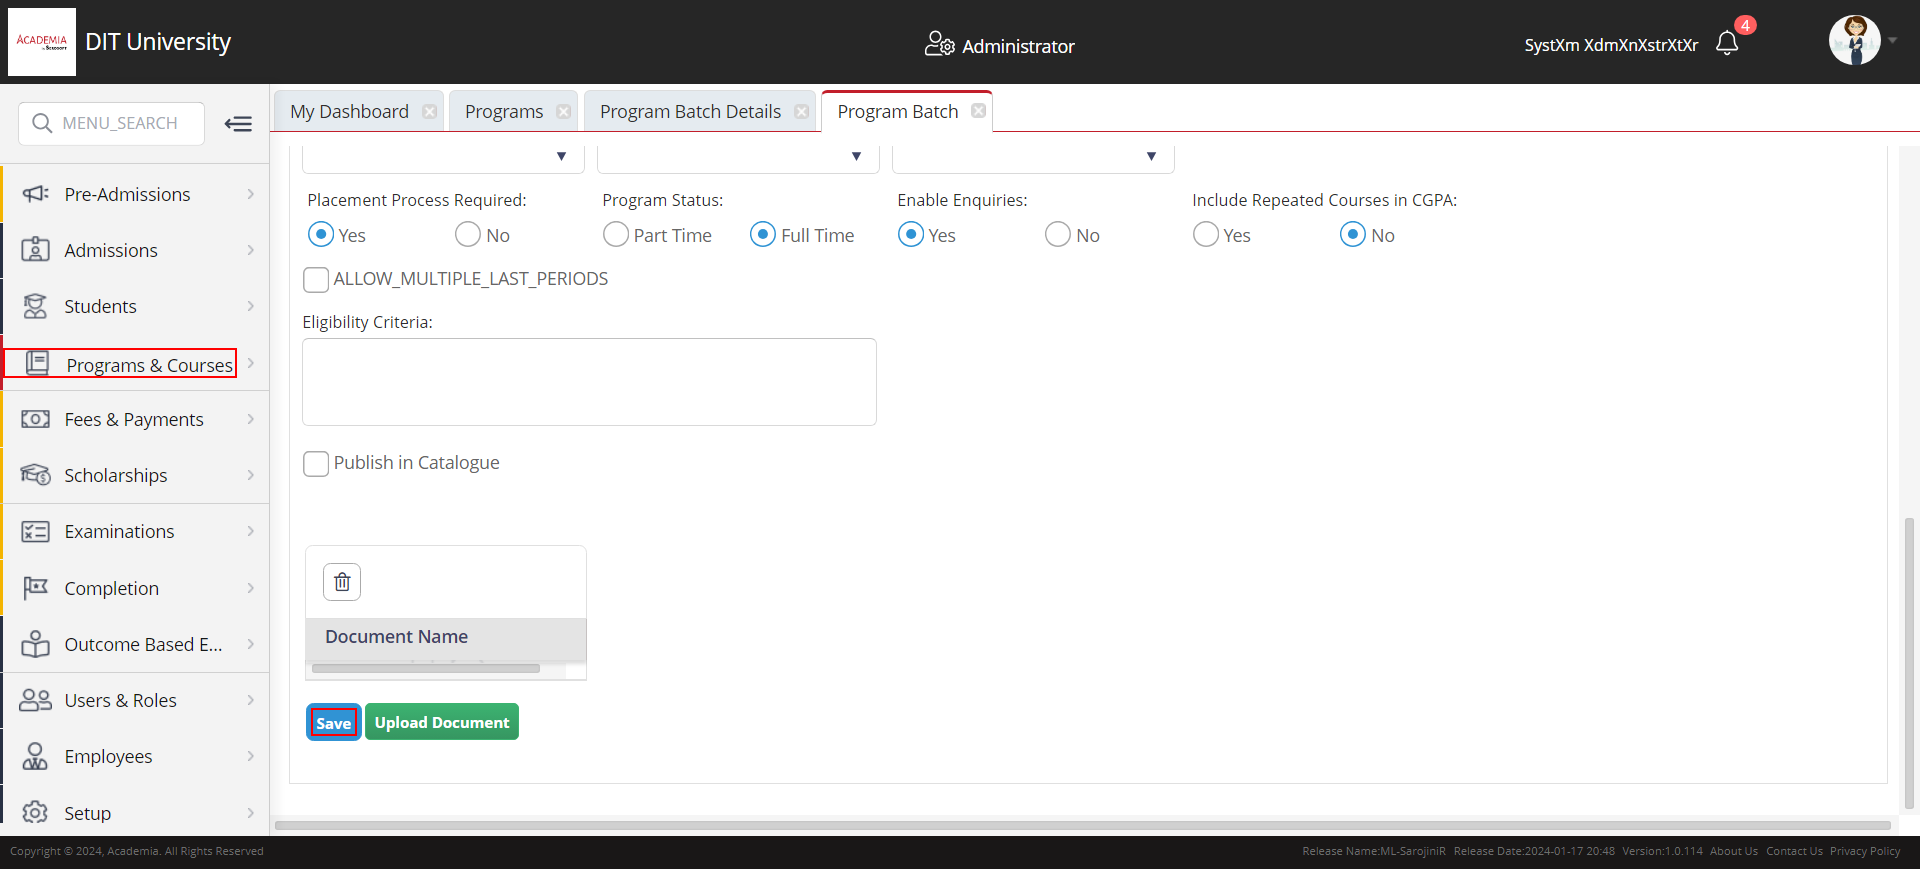 ACADEMIA
by SEROSOFT
DIT University
Administrator
SystXm XdmXnXstrXtXr
4
MENU_SEARCH
My Dashboard
Programs
Program Batch Details
Program Batch
Pre-Admissions
Admissions
Students
Programs & Courses
Fees & Payments
Scholarships
Examinations
Completion
Outcome Based E...
Users & Roles
Employees
Setup
Placement Process Required:
Program Status:
Enable Enquiries:
Include Repeated Courses in CGPA:
Yes
No
Part Time
Full Time
Yes
No
Yes
No
ALLOW_MULTIPLE_LAST_PERIODS
Eligibility Criteria:
Publish in Catalogue
Document Name
Save
Upload Document
Copyright © 2024, Academia. All Rights Reserved
Release Name:ML-SarojiniR Release Date:2024-01-17 20:48 Version:1.0.114 About Us Contact Us Privacy Policy